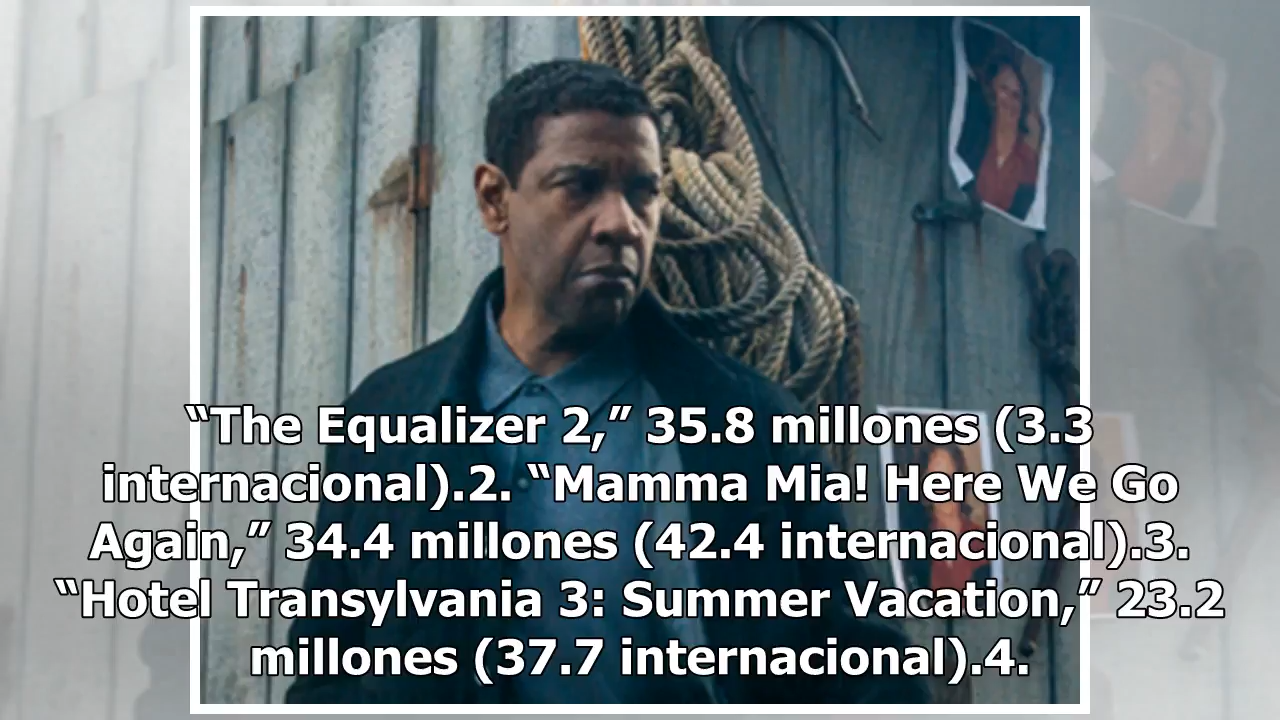 “The Equalizer 2,” 35.8 millones (3.3
internacional).2. “Mamma Mia! Here We Go
Again,” 34.4 millones (42.4 internacional).3.
“Hotel Transylvania 3: Summer Vacation,” 23.2
millones (37.7 internacional).4.